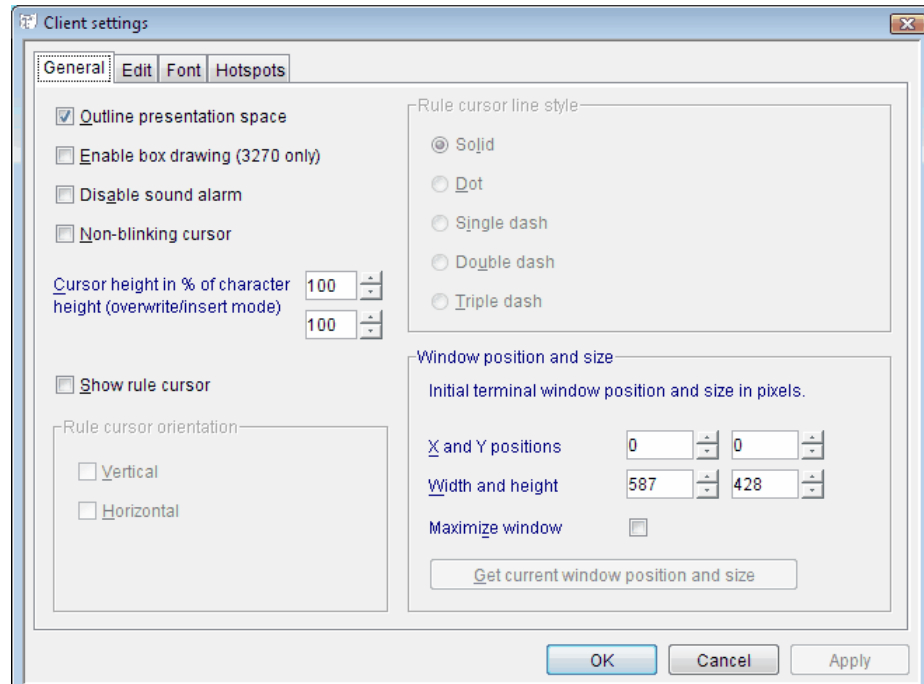 Client settings
General Edit Font Hotspots
Outline presentation space
Enable box drawing (3270 only)
Disable sound alarm
Non-blinking cursor
Cursor height in % of character 100
height (overwrite/insert mode)
100
Show rule cursor
Rule cursor orientation
Vertical
Horizontal
Rule cursor line style
Solid
Dot
Single dash
Double dash
Triple dash
Window position and size
Initial terminal window position and size in pixels.
X and Y positions 0 0
Width and height 587 428
Maximize window
Get current window position and size
OK Cancel Apply